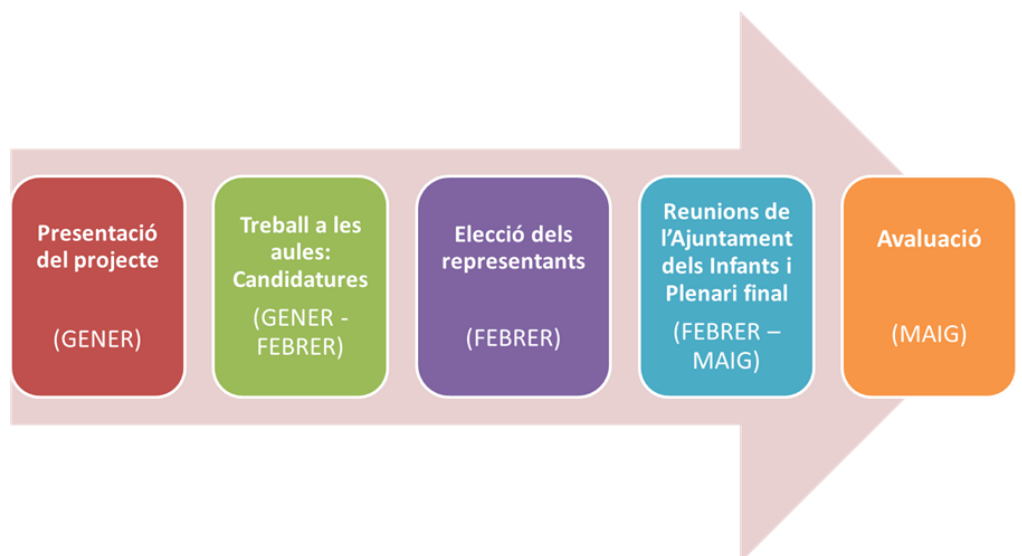 Presentació
del projecte
(GENER)
Treball a les
aules:
Candidatures
(GENER -
FEBRER)
Elecció dels
representants
(FEBRER)
Reunions de
l’Ajuntament
dels Infants i
Plenari final
(FEBRER –
MAIG)
Avaluació
(MAIG)